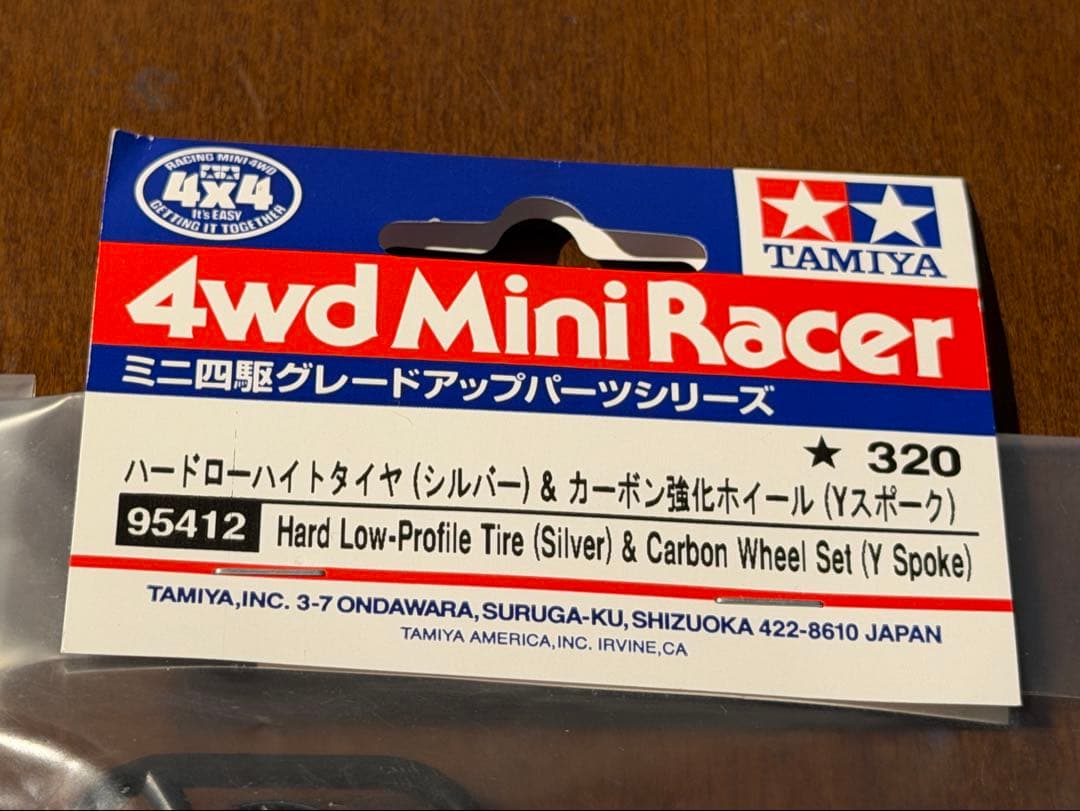 RACING MINI 4WD
4x4
It's EASY
GETTING IT TOGETHER
TAMIYA
4wd Mini Racer
ミニ四駆グレードアップパーツシリーズ
★ 320
ハードローハイトタイヤ (シルバー) & カーボン強化ホイール (Yスポーク)
95412 Hard Low-Profile Tire (Silver) & Carbon Wheel Set (Y Spoke)
TAMIYA,INC. 3-7 ONDAWARA, SURUGA-KU, SHIZUOKA 422-8610 JAPAN
TAMIYA AMERICA,INC. IRVINE,CA